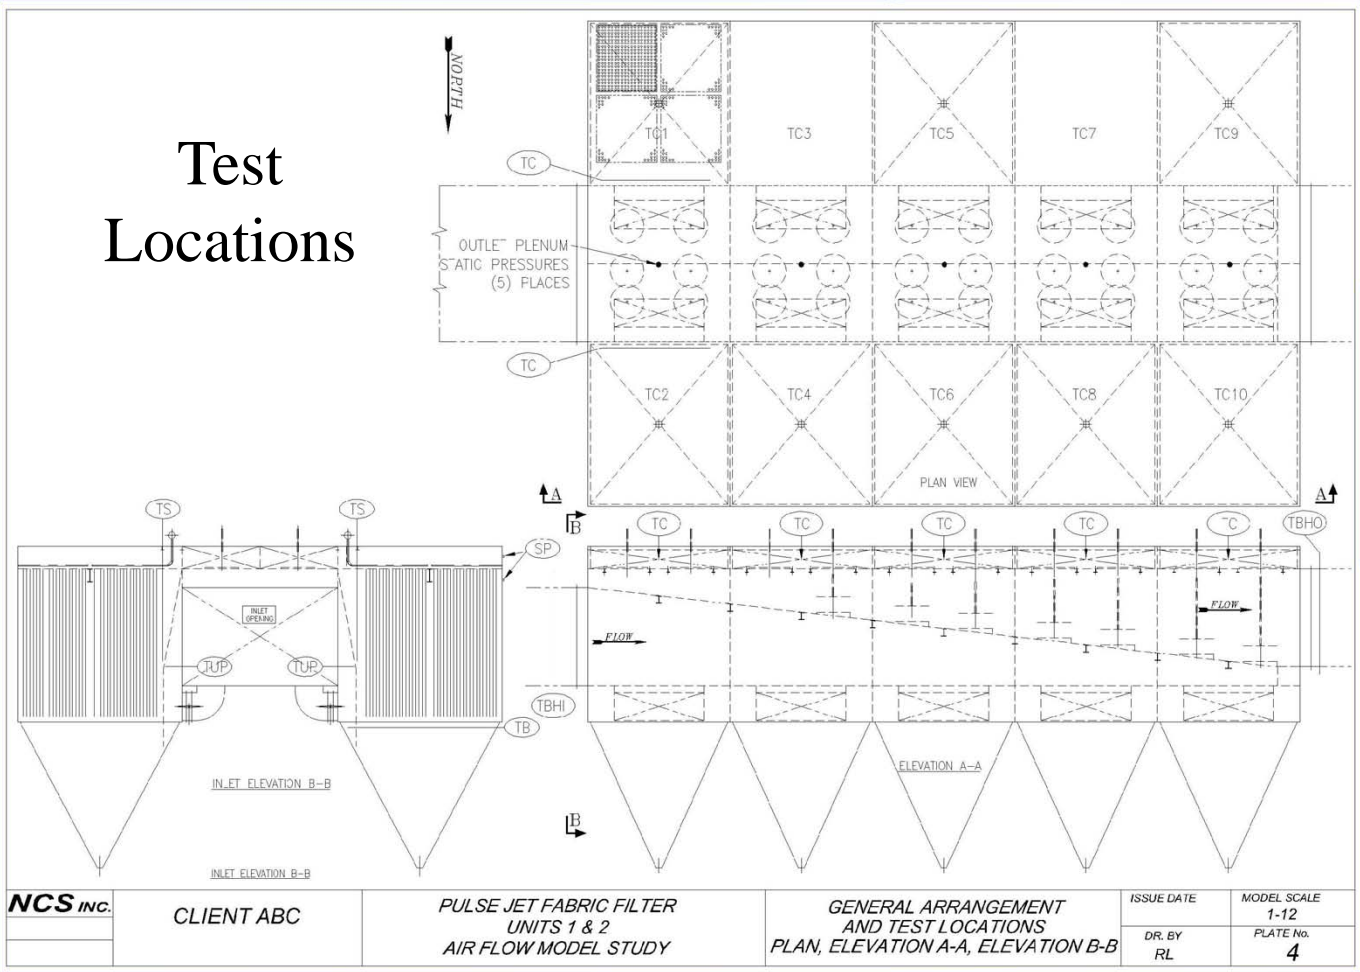 Test
Locations
NORTH
TC1
TC3
TC5
TC7
TC9
TC
OUTLET PLENUM
STATIC PRESSURES
(5) PLACES
TC
TC2
TC4
TC6
TC8
TC10
PLAN VIEW
A
A
B
TS
TS
SP
INLET
OPENING
TUP
TUP
TB
INLET ELEVATION B-B
INLET ELEVATION B-B
TC
TC
TC
TC
TC
TBHO
FLOW
FLOW
TBHI
ELEVATION A-A
B
NCS INC.
CLIENT ABC
PULSE JET FABRIC FILTER
UNITS 1 & 2
AIR FLOW MODEL STUDY
GENERAL ARRANGEMENT
AND TEST LOCATIONS
PLAN, ELEVATION A-A, ELEVATION B-B
ISSUE DATE
DR. BY
RL
MODEL SCALE
1-12
PLATE No.
4